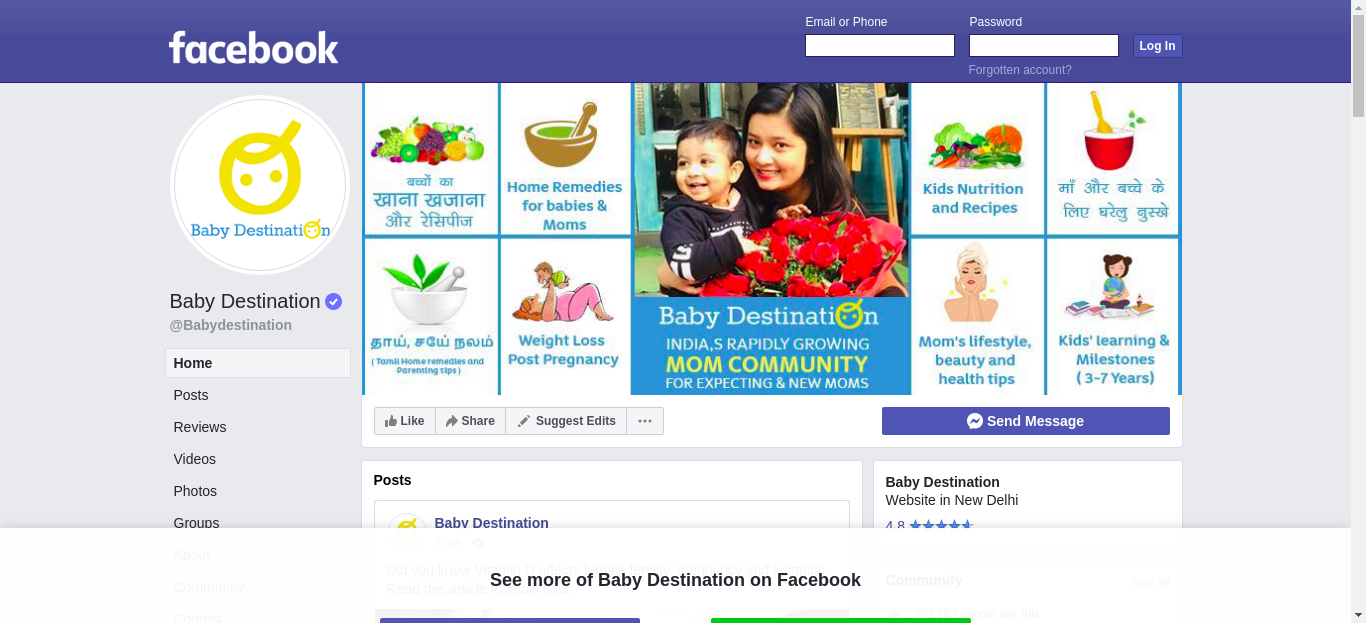 facebook
Email or Phone
Password
Log In
Forgotten account?
Baby Destination
Baby Destination
@Babydestination
Home
Posts
Reviews
Videos
Photos
Groups
About
Community
Contest
बच्चों का
खाना खजाना
और रेसिपीज
Home Remedies
for babies &
Moms
Kids Nutrition
and Recipes
माँ और बच्चे के
लिए घरेलु नुस्खे
தாய், சேய் நலம்
( Tamil Home remedies and
Parenting tips )
Weight Loss
Post Pregnancy
Baby Destination
INDIA,S RAPIDLY GROWING
MOM COMMUNITY
FOR EXPECTING & NEW MOMS
Mom's lifestyle,
beauty and
health tips
Kids' learning &
Milestones
( 3-7 Years)
Like
Share
Suggest Edits
Send Message
Posts
Baby Destination
5 hrs
Did you know Vitamin D affects female fertility, pregnancy and lactation.
Read this article to know how.
Baby Destination
Website in New Delhi
4.8
Community
See all
353,153 people like this
See more of Baby Destination on Facebook